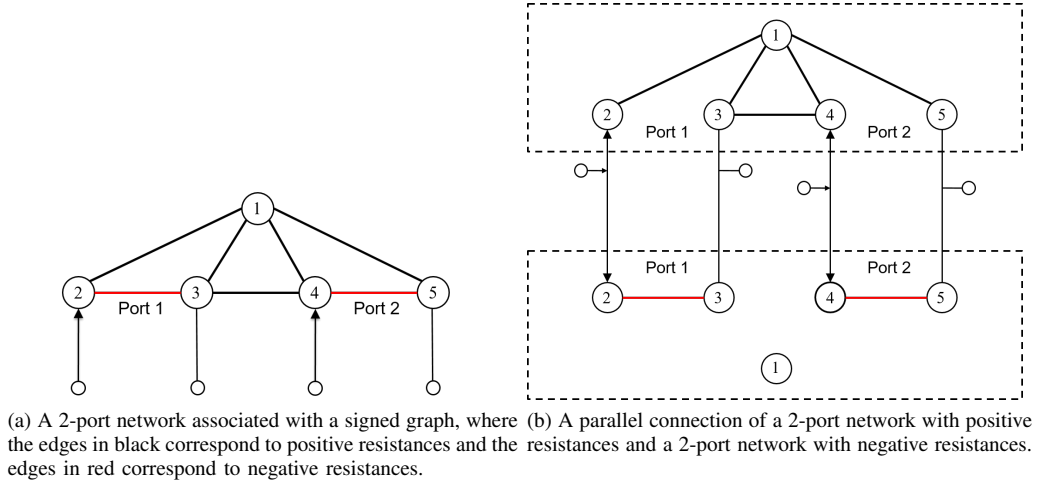 1
2
3
4
5
Port 1
Port 2
(a) A 2-port network associated with a signed graph, where
the edges in black correspond to positive resistances and the
edges in red correspond to negative resistances.
1
2
3
4
5
Port 1
Port 2
Port 1
Port 2
2
3
4
5
1
(b) A parallel connection of a 2-port network with positive
resistances and a 2-port network with negative resistances.